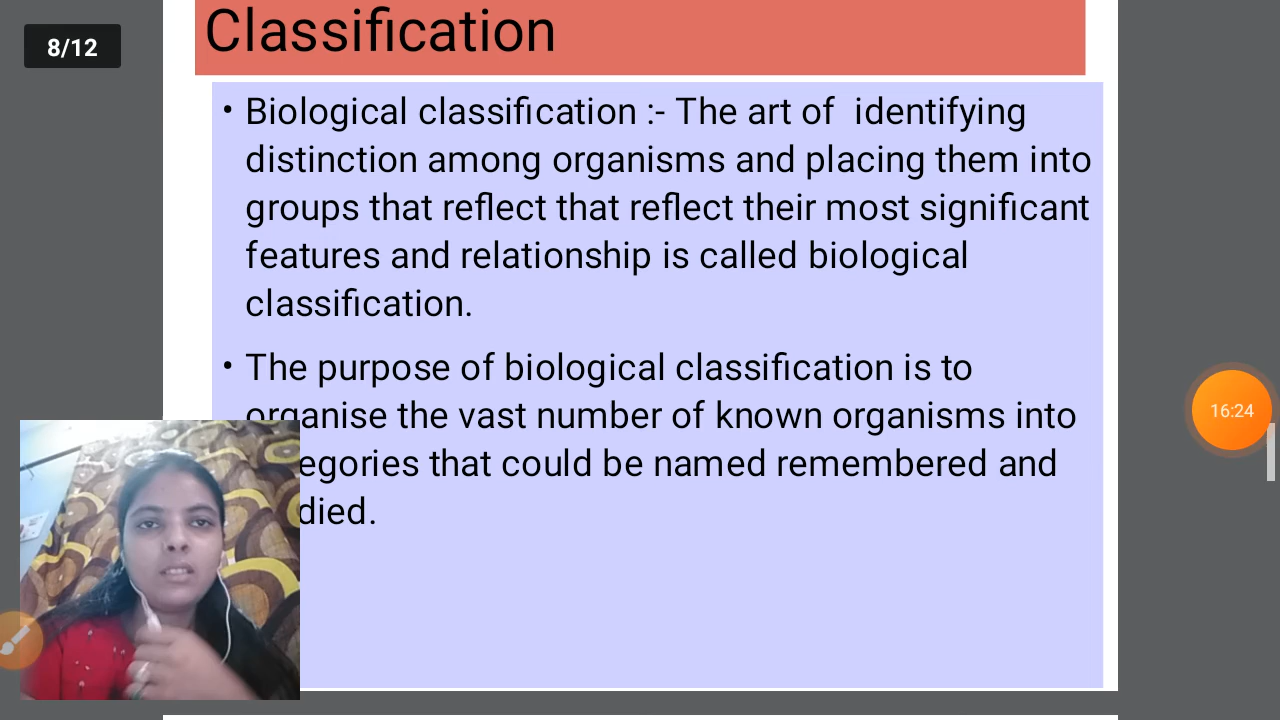 Classification
8/12
• Biological classification :- The art of identifying
distinction among organisms and placing them into
groups that reflect that reflect their most significant
features and relationship is called biological
classification.
• The purpose of biological classification is to
organise the vast number of known organisms into
egories that could be named remembered and
died.
16:24